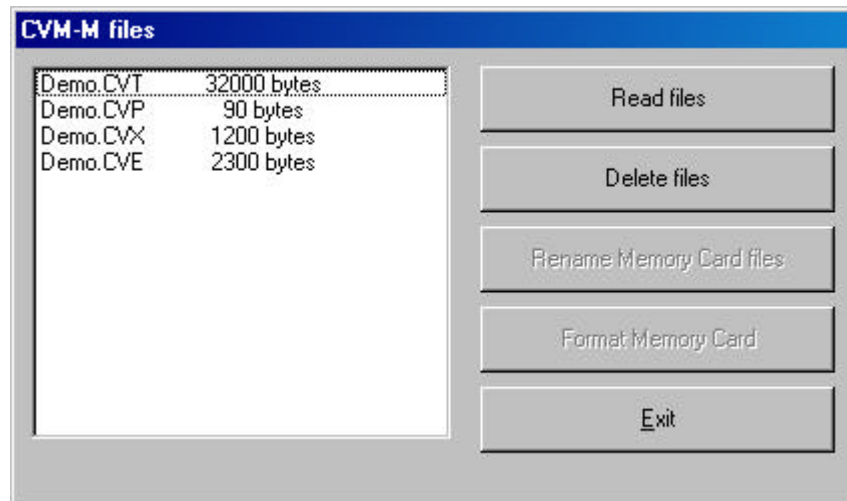 CVM-M files
Demo.CVT 32000 bytes
Demo.CVP 90 bytes
Demo.CVX 1200 bytes
Demo.CVE 2300 bytes
Read files
Delete files
Rename Memory Card files
Format Memory Card
Exit